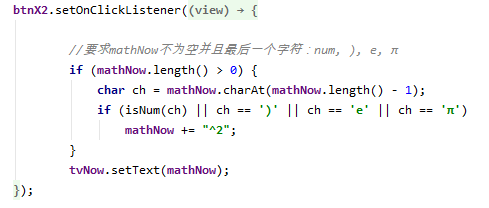 btnX2.setOnClickListener((view) → {
//要求mathNow不为空并且最后一个字符：num, ), e, π
if (mathNow.length() > 0) {
char ch = mathNow.charAt(mathNow.length() - 1);
if (isNum(ch) || ch == ')' || ch == 'e' || ch == 'π')
mathNow += "^2";
}
tvNow.setText(mathNow);
});